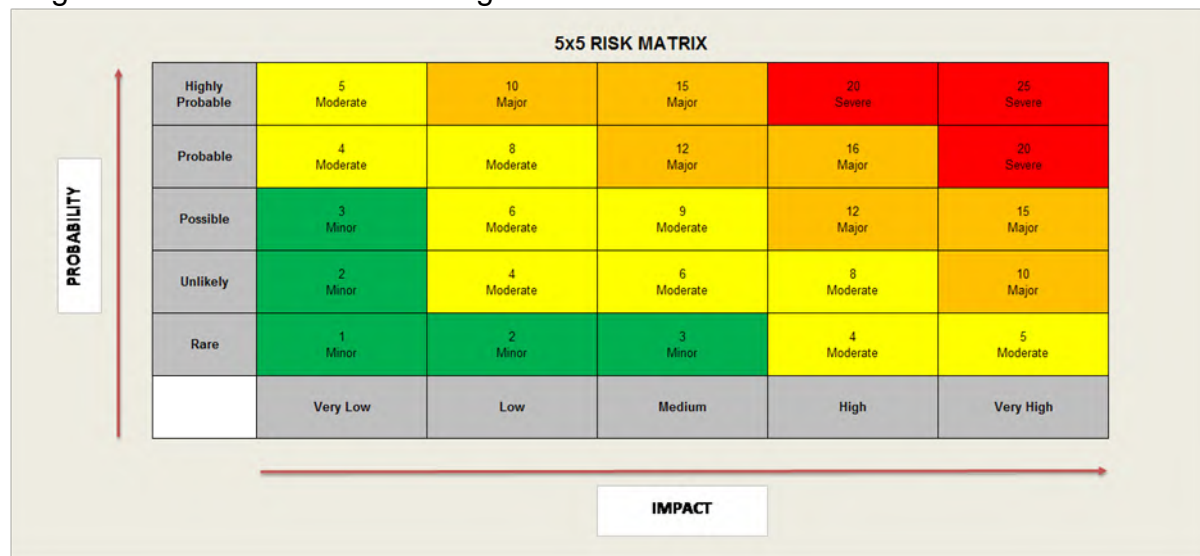 5x5 RISK MATRIX
Highly
Probable
5
Moderate
10
Major
15
Major
20
Severe
25
Severe
Probable
4
Moderate
8
Moderate
12
Major
16
Major
20
Severe
PROBABILITY
Possible
3
Minor
6
Moderate
9
Moderate
12
Major
15
Major
Unlikely
2
Minor
4
Moderate
6
Moderate
8
Moderate
10
Major
Rare
1
Minor
2
Minor
3
Minor
4
Moderate
5
Moderate
Very Low
Low
Medium
High
Very High
IMPACT